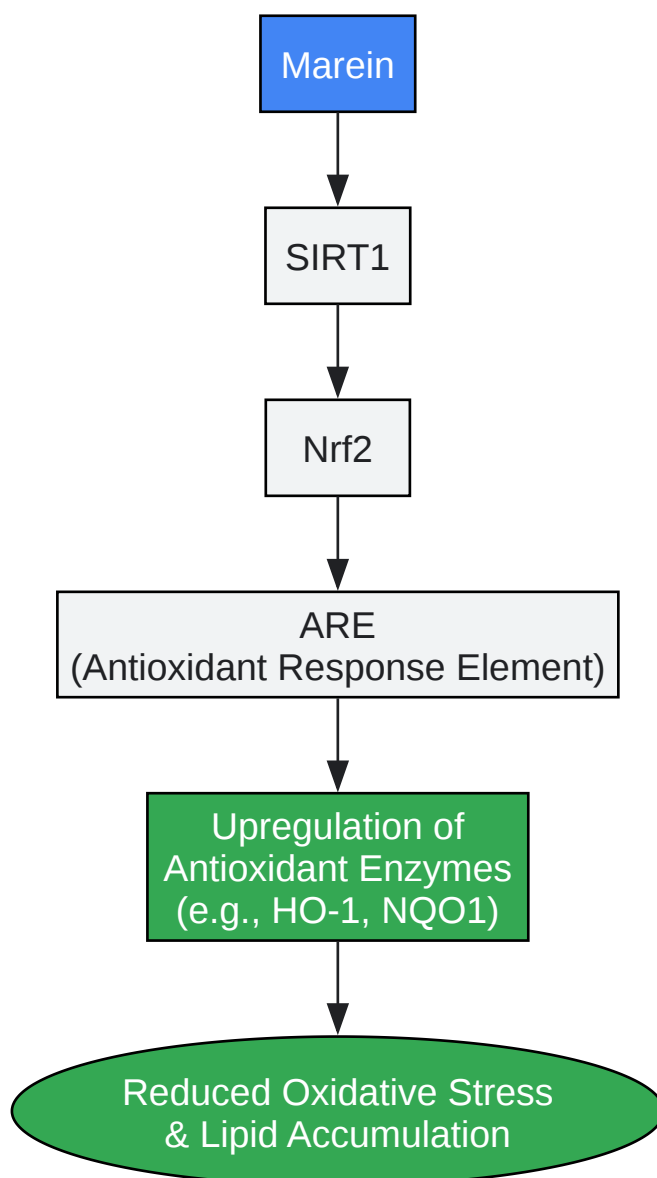 Marein
SIRT1
Nrf2
ARE
(Antioxidant Response Element)
Upregulation of
Antioxidant Enzymes
(e.g., HO-1, NQO1)
Reduced Oxidative Stress
& Lipid Accumulation